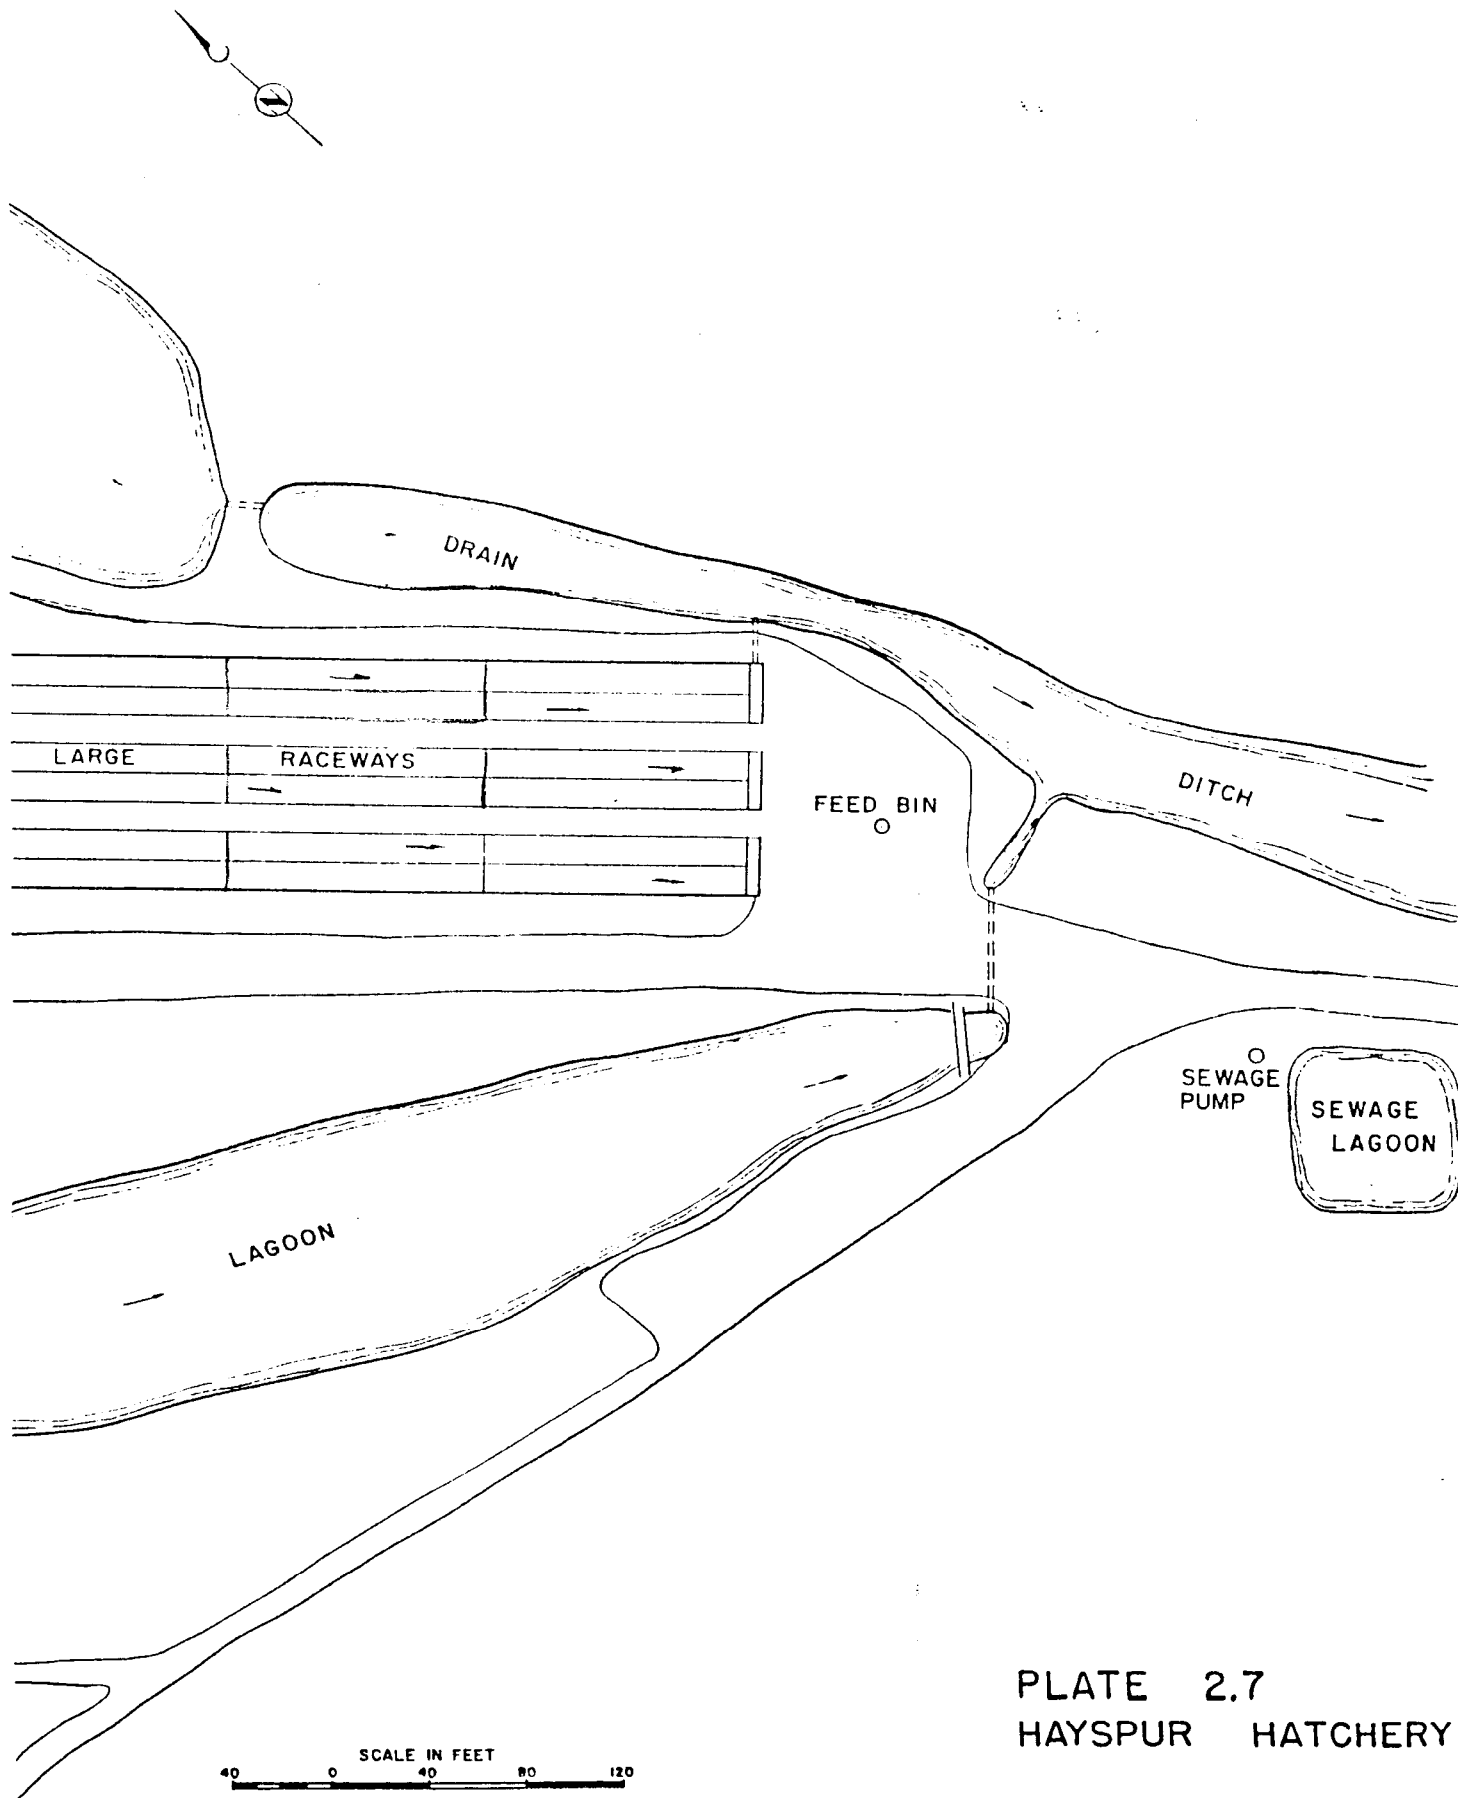 N
DRAIN
LARGE RACEWAYS
FEED BIN
DITCH
SEWAGE
PUMP
SEWAGE
LAGOON
LAGOON
PLATE 2.7
HAYSPUR HATCHERY
SCALE IN FEET
40 0 40 80 120